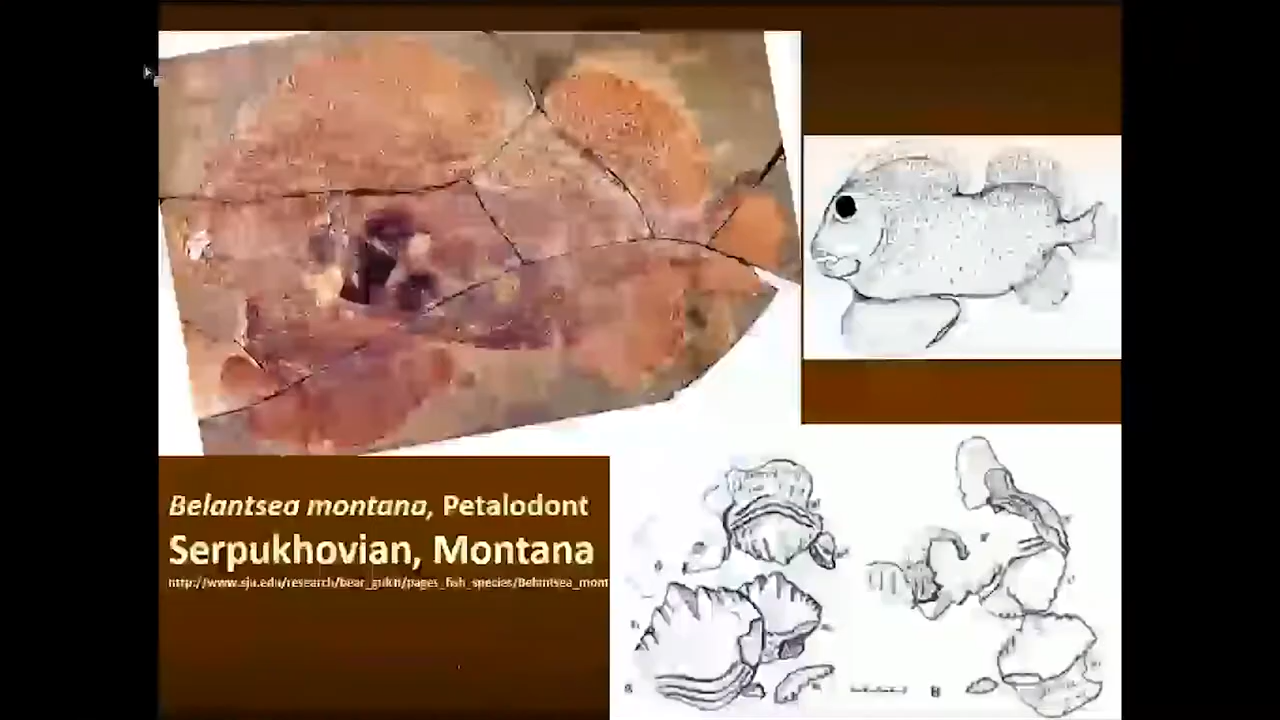 Belantsea montana, Petalodont
Serpukhovian, Montana
http://www.sju.edu/research/bear_gulch/pages_fish_species/Belantsea_mont